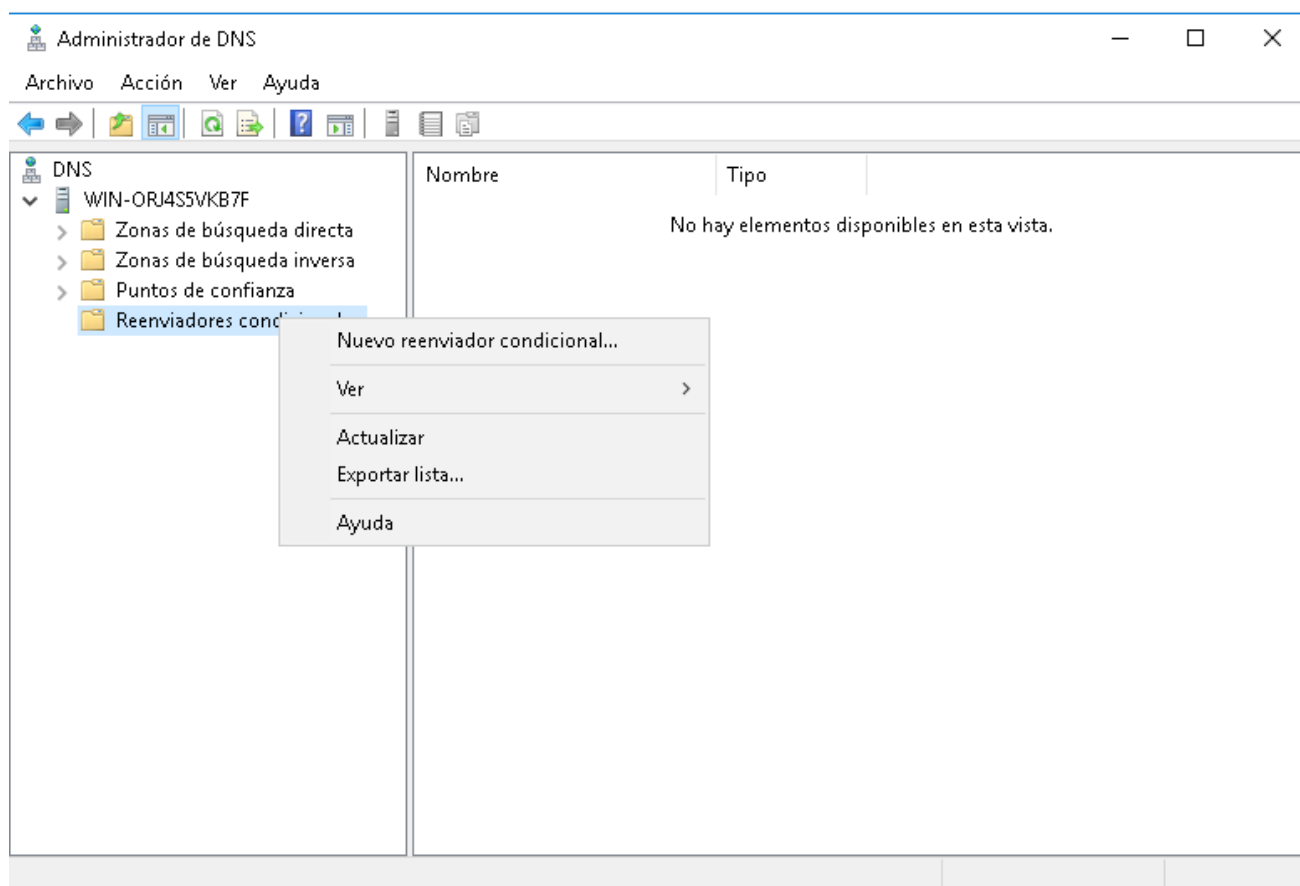 Administrador de DNS
Archivo Acción Ver Ayuda
DNS
WIN-ORJ4S5VKB7F
Zonas de búsqueda directa
Zonas de búsqueda inversa
Puntos de confianza
Reenviadores
Nombre Tipo
No hay elementos disponibles en esta vista.
Nuevo reenviador condicional...
Ver
Actualizar
Exportar lista...
Ayuda